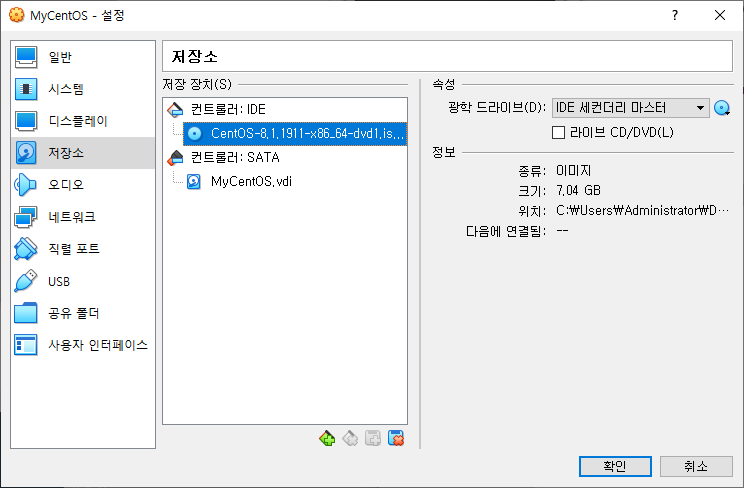 MyCentOS - 설정
?
일반
시스템
디스플레이
저장소
오디오
네트워크
직렬 포트
USB
공유 폴더
사용자 인터페이스
저장소
저장 장치(S)
컨트롤러: IDE
CentOS-8.1.1911-x86_64-dvd1.is...
컨트롤러: SATA
MyCentOS.vdi
속성
광학 드라이브(D): IDE 세컨더리 마스터
라이브 CD/DVD(L)
정보
종류: 이미지
크기: 7.04 GB
위치: C:₩Users₩Administrator₩D...
다음에 연결됨: --
확인
취소